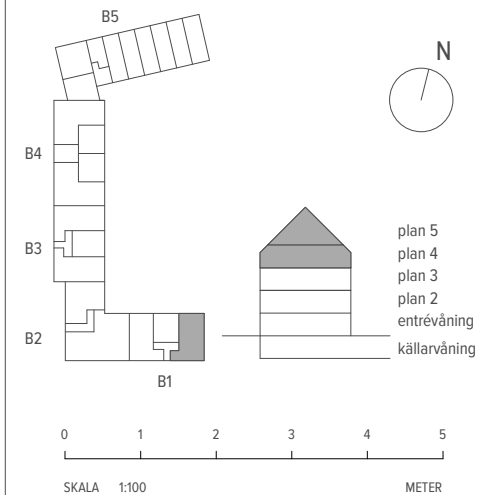 B5
N
B4
B3
B2
B1
plan 5
plan 4
plan 3
plan 2
entrévåning
källarvåning
0 1 2 3 4 5
SKALA 1:100 METER